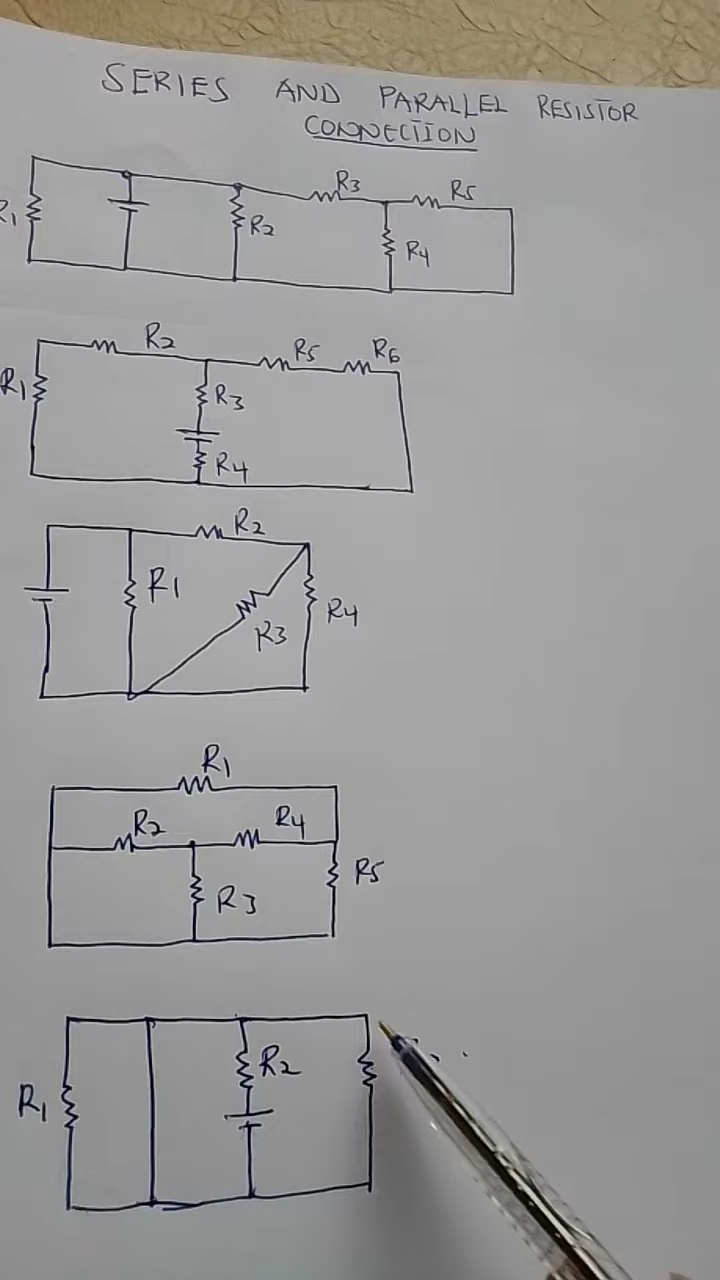 SERIES AND PARALLEL RESISTOR
CONNECTION
R3 R5
R1 R2 R4
R2 R5 R6
R1 R3
R4
R2
R1 R3 R4
R1
R2 R4
R3 R5
R1 R2